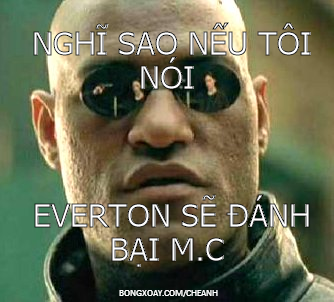 NGHĨ SAO NẾU TÔI
NÓI
EVERTON SẼ ĐÁNH
BẠI M.C
BONGXOAY.COM/CHEANH